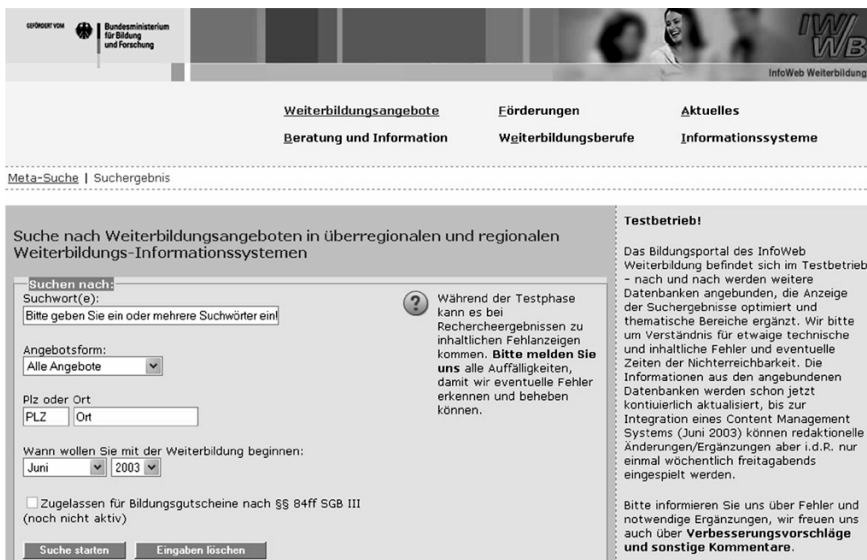 GEFÖRDERT VOM
Bundesministerium
für Bildung
und Forschung
IW/
WB
InfoWeb Weiterbildung
Weiterbildungsangebote
Förderungen
Aktuelles
Beratung und Information
Weiterbildungsberufe
Informationssysteme
Meta-Suche | Suchergebnis
Suche nach Weiterbildungsangeboten in überregionalen und regionalen
Weiterbildungs-Informationssystemen
Suchen nach:
Suchwort(e):
Bitte geben Sie ein oder mehrere Suchwörter ein!
Angebotsform:
Alle Angebote
Plz oder Ort
PLZ Ort
Wann wollen Sie mit der Weiterbildung beginnen:
Juni 2003
Zugelassen für Bildungsgutscheine nach §§ 84ff SGB III
(noch nicht aktiv)
Suche starten Eingaben löschen
?
Während der Testphase
kann es bei
Rechercheergebnissen zu
inhaltlichen Fehlanzeigen
kommen. Bitte melden Sie
uns alle Auffälligkeiten,
damit wir eventuelle Fehler
erkennen und beheben
können.
Testbetrieb!
Das Bildungsportal des InfoWeb
Weiterbildung befindet sich im Testbetrieb
- nach und nach werden weitere
Datenbanken angebunden, die Anzeige
der Suchergebnisse optimiert und
thematische Bereiche ergänzt. Wir bitte
um Verständnis für etwaige technische
und inhaltliche Fehler und eventuelle
Zeiten der Nichterreichbarkeit. Die
Informationen aus den angebundenen
Datenbanken werden schon jetzt
kontiuierlich aktualisiert, bis zur
Integration eines Content Management
Systems (Juni 2003) können redaktionelle
Änderungen/Ergänzungen aber i.d.R. nur
einmal wöchentlich freitagabends
eingespielt werden.
Bitte informieren Sie uns über Fehler und
notwendige Ergänzungen, wir freuen uns
auch über Verbesserungsvorschläge
und sonstige Kommentare.